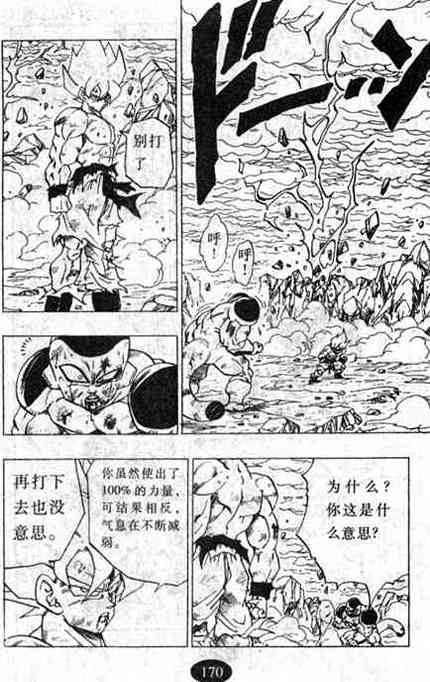 ドーン
呼！
呼！
别打
了
为什么？
你这是什
么意思？
你虽然使出了
100%的力量，
可结果相反，
气息在不断减
弱。
再打下
去也没
意思。
170